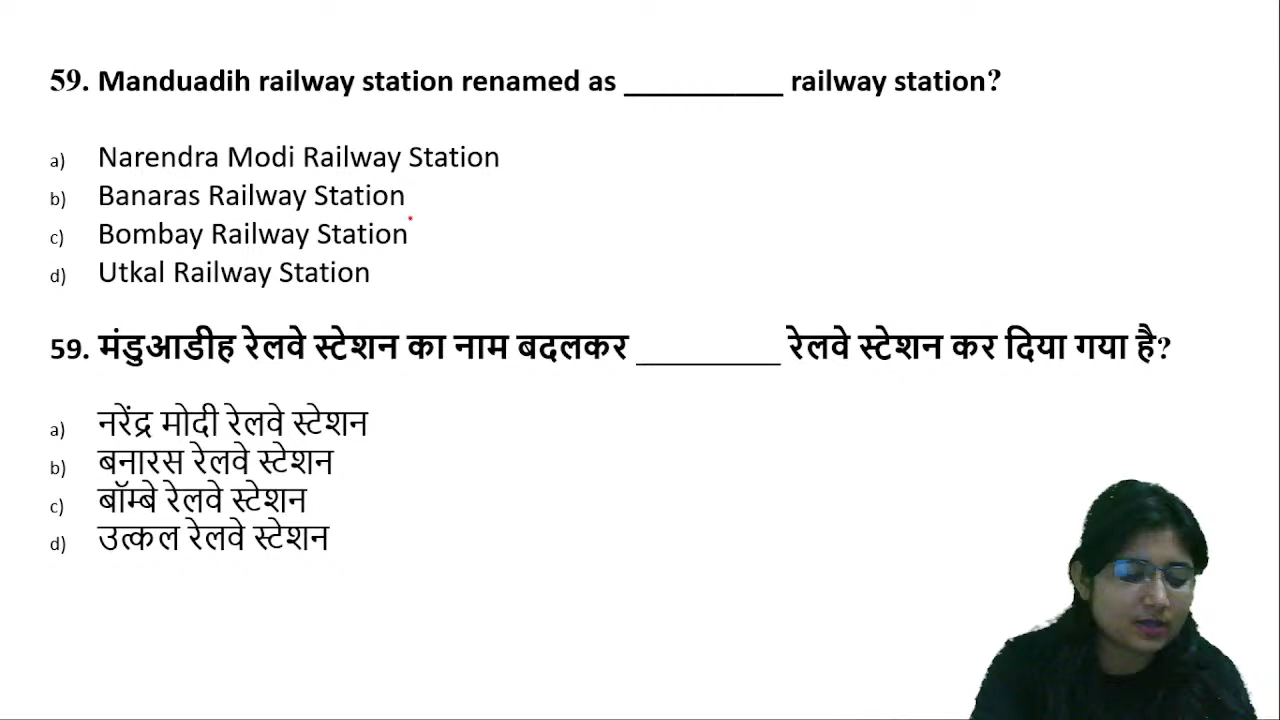 59. Manduadih railway station renamed as __________ railway station?
a) Narendra Modi Railway Station
b) Banaras Railway Station
c) Bombay Railway Station
d) Utkal Railway Station
59. मंडुआडीह रेलवे स्टेशन का नाम बदलकर _________ रेलवे स्टेशन कर दिया गया है?
a) नरेंद्र मोदी रेलवे स्टेशन
b) बनारस रेलवे स्टेशन
c) बॉम्बे रेलवे स्टेशन
d) उत्कल रेलवे स्टेशन